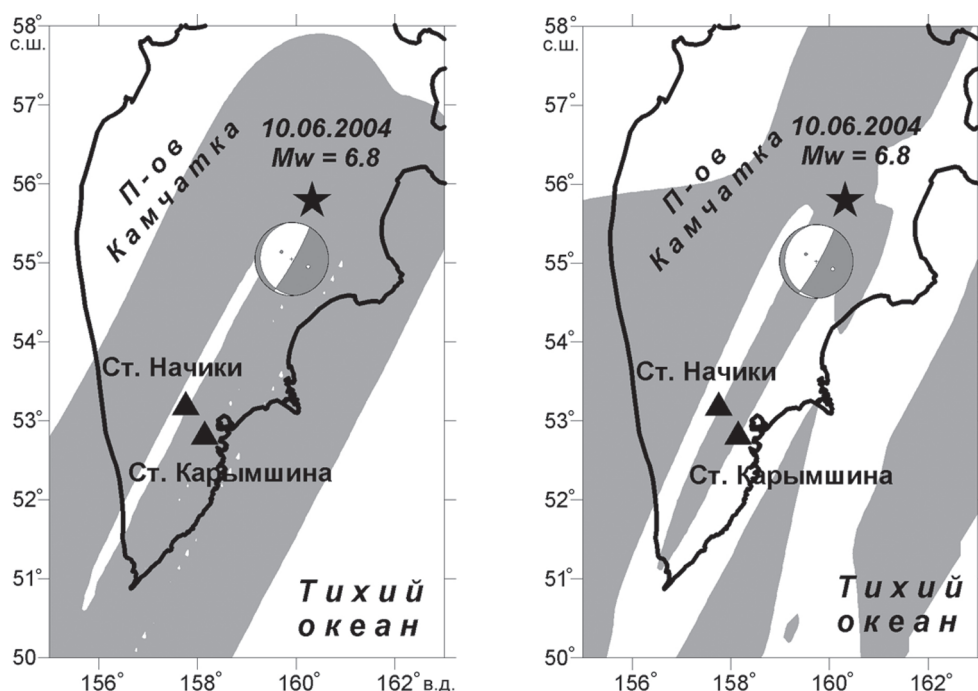 58°
с.ш.
57°
56°
55°
54°
53°
52°
51°
50°
156°
158°
160°
162° в.д.
П-ов
Камчатка
10.06.2004
Mw = 6.8
Ст. Начики
Ст. Карымшина
Тихий
океан
58°
с.ш.
57°
56°
55°
54°
53°
52°
51°
50°
156°
158°
160°
162° в.д.
П-ов
Камчатка
10.06.2004
Mw = 6.8
Ст. Начики
Ст. Карымшина
Тихий
океан